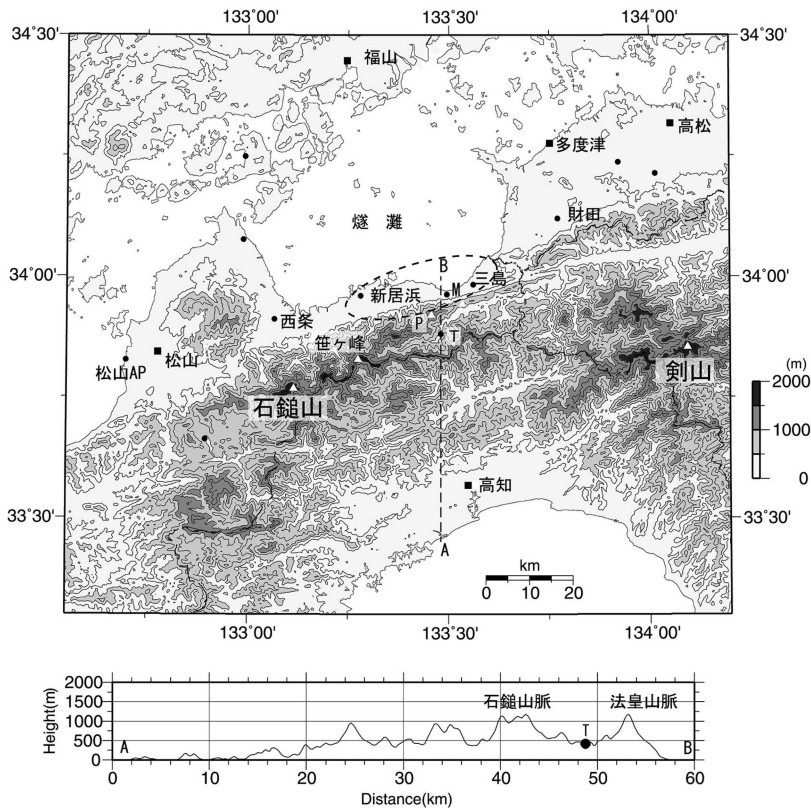 133°00'
133°30'
134°00'
34°30'
34°30'
福山
高松
多度津
財田
燧 灘
34°00'
34°00'
B
三島
新居浜
M
西条
P
T
笹ヶ峰
松山
松山AP
剣山
石鎚山
(m)
2000
1000
0
高知
33°30'
33°30'
A
km
0 10 20
133°00'
133°30'
134°00'
Height(m)
2000
1500
1000
500
0
石鎚山脈
法皇山脈
T
A
B
0 10 20 30 40 50 60
Distance(km)